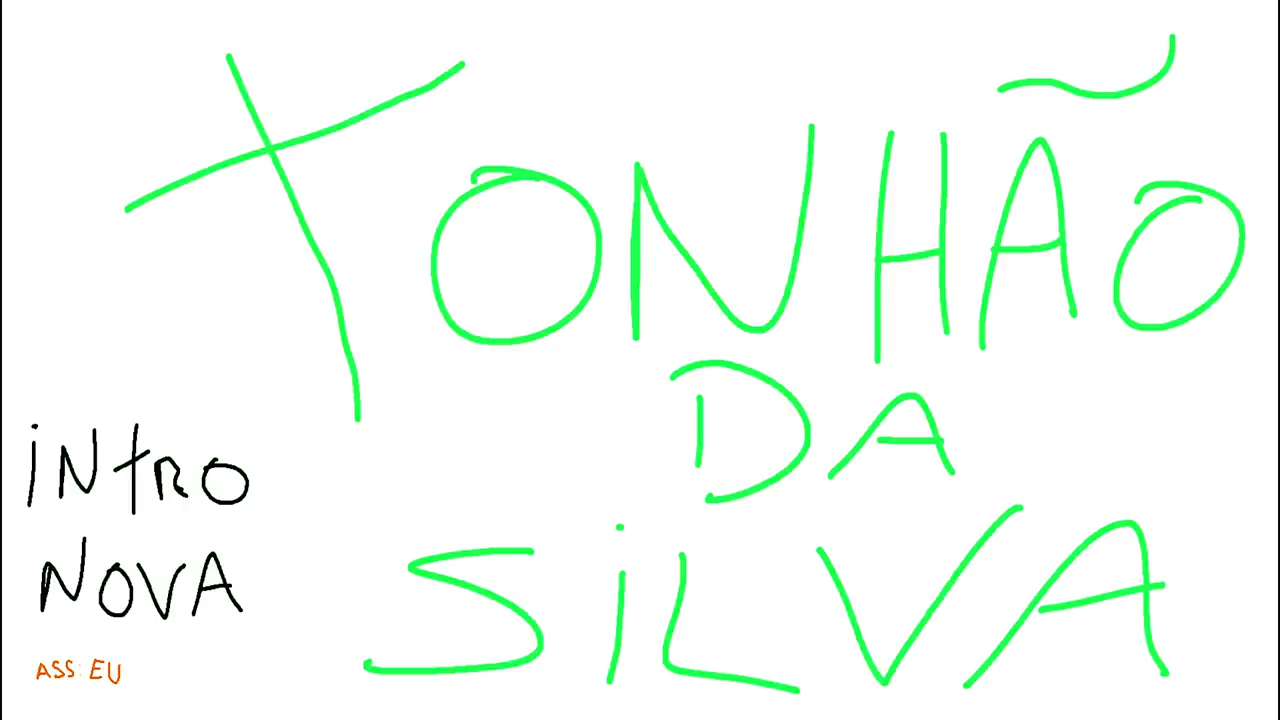 TONHÃO
DA
SiLVA
iNtRO
NOVA
ASS: EU